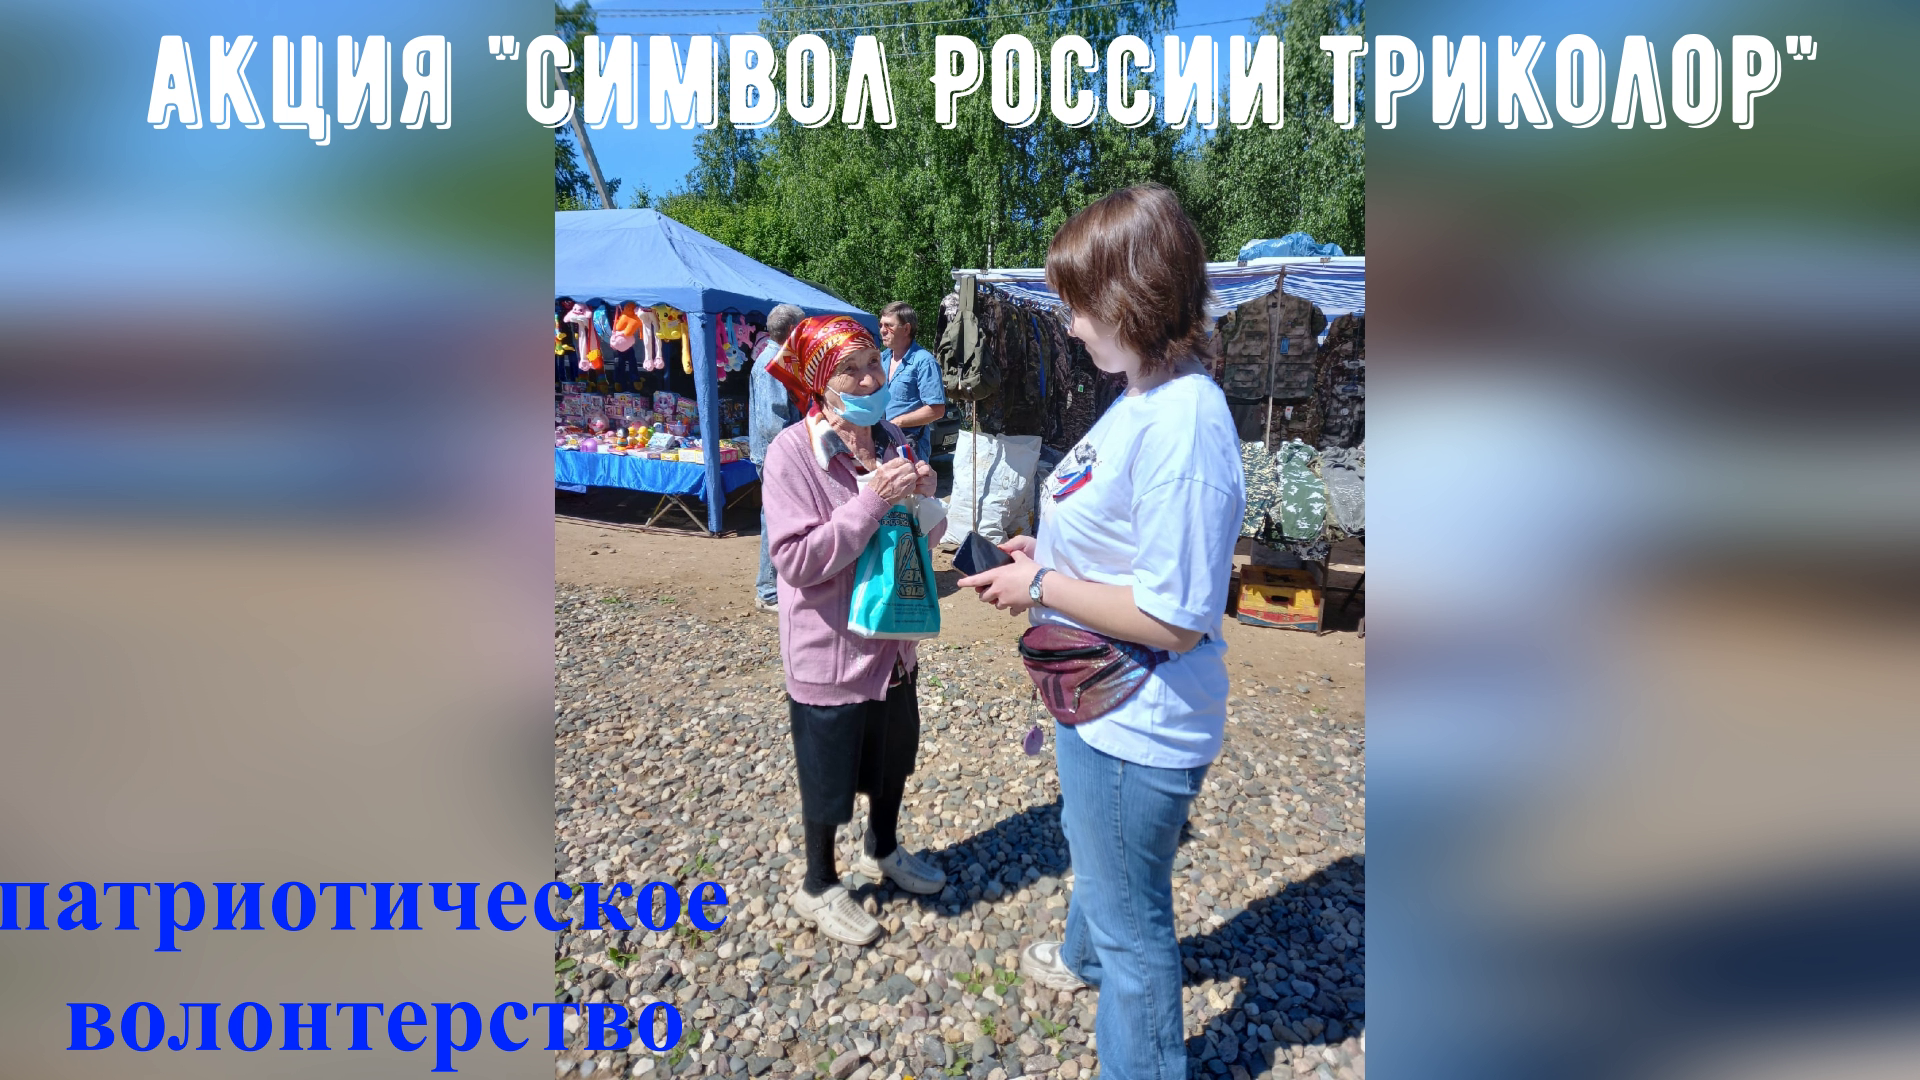 АКЦИЯ "СИМВОЛ РОССИИ ТРИКОЛОР"
патриотическое
волонтерство